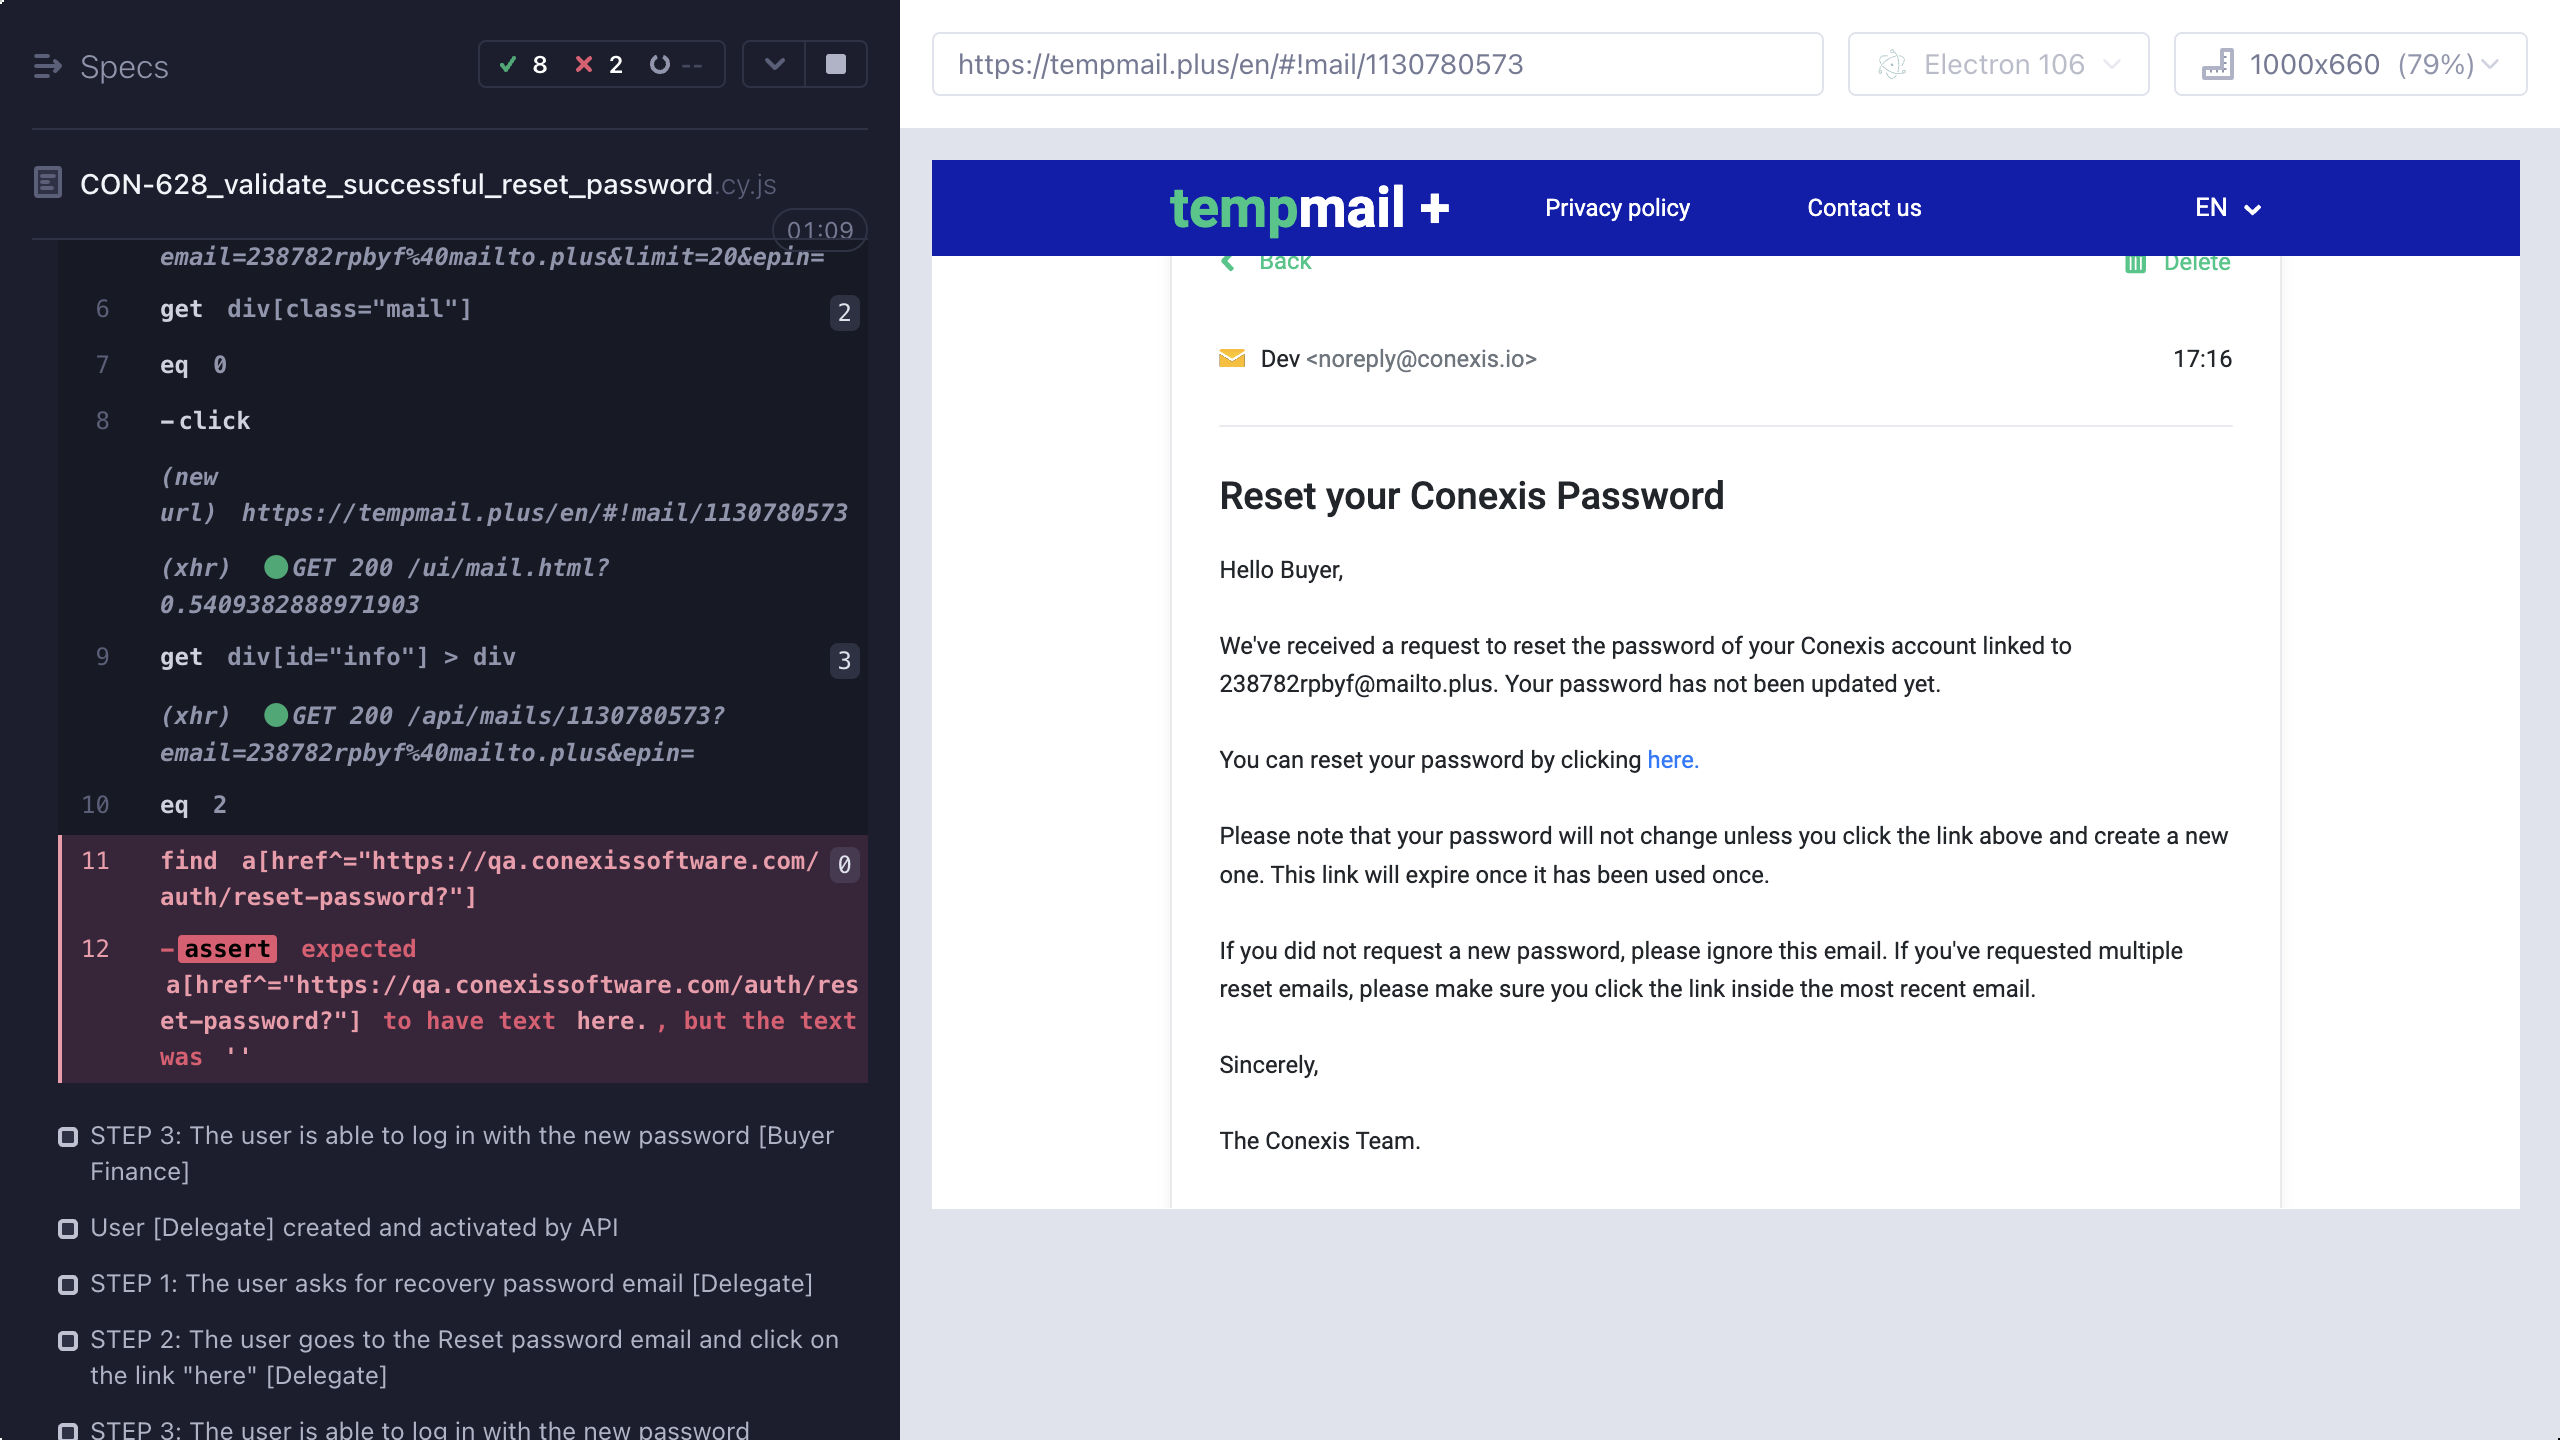 Specs
8 2 --
CON-628_validate_successful_reset_password.cy.js
01:09
email=238782rpbyf%40mailto.plus&limit=20&epin=
6 get div[class="mail"] 2
7 eq 0
8 -click
(new
url) https://tempmail.plus/en/#!mail/1130780573
(xhr) GET 200 /ui/mail.html?
0.5409382888971903
9 get div[id="info"] > div 3
(xhr) GET 200 /api/mails/1130780573?
email=238782rpbyf%40mailto.plus&epin=
10 eq 2
11 find a[href^="https://qa.conexissoftware.com/ 0
auth/reset-password?"]
12 -assert expected
a[href^="https://qa.conexissoftware.com/auth/res
et-password?"] to have text here., but the text
was ''
STEP 3: The user is able to log in with the new password [Buyer
Finance]
User [Delegate] created and activated by API
STEP 1: The user asks for recovery password email [Delegate]
STEP 2: The user goes to the Reset password email and click on
the link "here" [Delegate]
STEP 3: The user is able to log in with the new password
https://tempmail.plus/en/#!mail/1130780573
Electron 106
1000x660 (79%)
tempmail +
Privacy policy
Contact us
EN
Back
Delete
Dev <noreply@conexis.io>
17:16
Reset your Conexis Password
Hello Buyer,
We've received a request to reset the password of your Conexis account linked to
238782rpbyf@mailto.plus. Your password has not been updated yet.
You can reset your password by clicking here.
Please note that your password will not change unless you click the link above and create a new
one. This link will expire once it has been used once.
If you did not request a new password, please ignore this email. If you've requested multiple
reset emails, please make sure you click the link inside the most recent email.
Sincerely,
The Conexis Team.